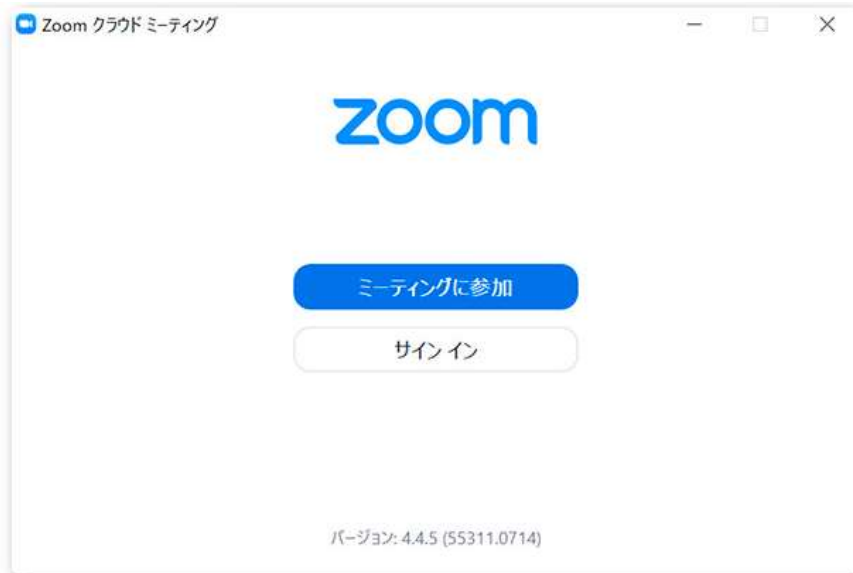 Zoom クラウド ミーティング
zoom
ミーティングに参加
サイン イン
バージョン: 4.4.5 (55311.0714)